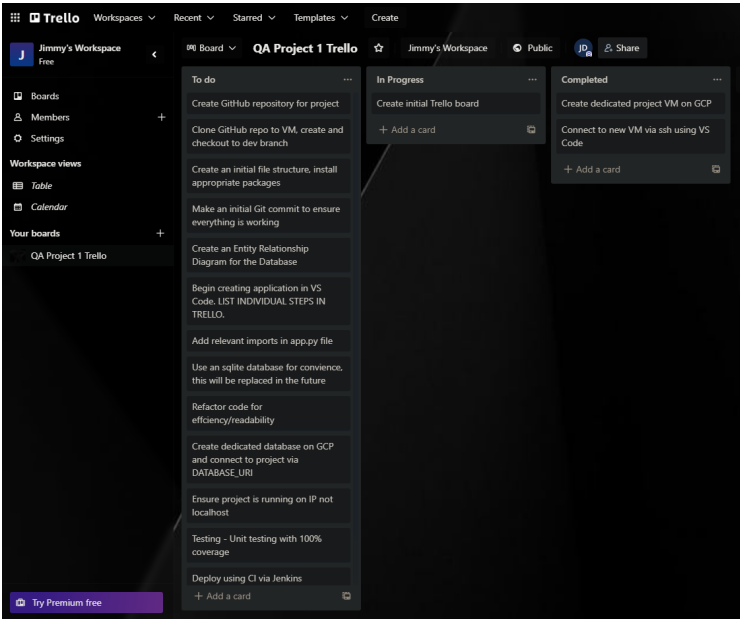 Trello Workspaces Recent Starred Templates Create
J Jimmy's Workspace
Free
Board QA Project 1 Trello Jimmy's Workspace Public JD Share
Boards
Members +
Settings
Workspace views
Table
Calendar
Your boards +
QA Project 1 Trello
Try Premium free
To do ...
Create GitHub repository for project
Clone GitHub repo to VM, create and
checkout to dev branch
Create an initial file structure, install
appropriate packages
Make an initial Git commit to ensure
everything is working
Create an Entity Relationship
Diagram for the Database
Begin creating application in VS
Code. LIST INDIVIDUAL STEPS IN
TRELLO.
Add relevant imports in app.py file
Use an sqlite database for convience,
this will be replaced in the future
Refactor code for
effciency/readability
Create dedicated database on GCP
and connect to project via
DATABASE_URI
Ensure project is running on IP not
localhost
Testing - Unit testing with 100%
coverage
Deploy using CI via Jenkins
+ Add a card
In Progress ...
Create initial Trello board
+ Add a card
Completed ...
Create dedicated project VM on GCP
Connect to new VM via ssh using VS
Code
+ Add a card